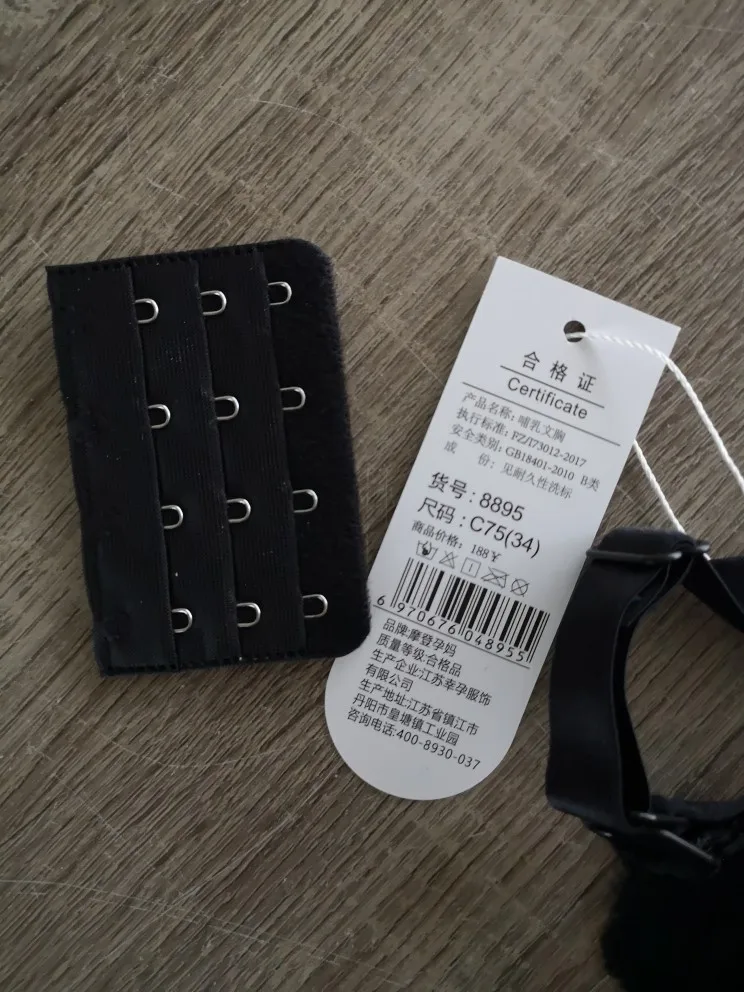 合格证
Certificate
产品名称: 哺乳文胸
执行标准: FZ/T73012-2017
安全类别: GB18401-2010 B类
成 份: 见耐久性洗标
货号: 8895
尺码: C75(34)
商品价格: 188¥
6 970676 048955
品牌:摩登孕妈
质量等级:合格品
生产企业:江苏幸孕服饰
有限公司
生产地址:江苏省镇江市
丹阳市皇塘镇工业园
咨询电话:400-8930-037